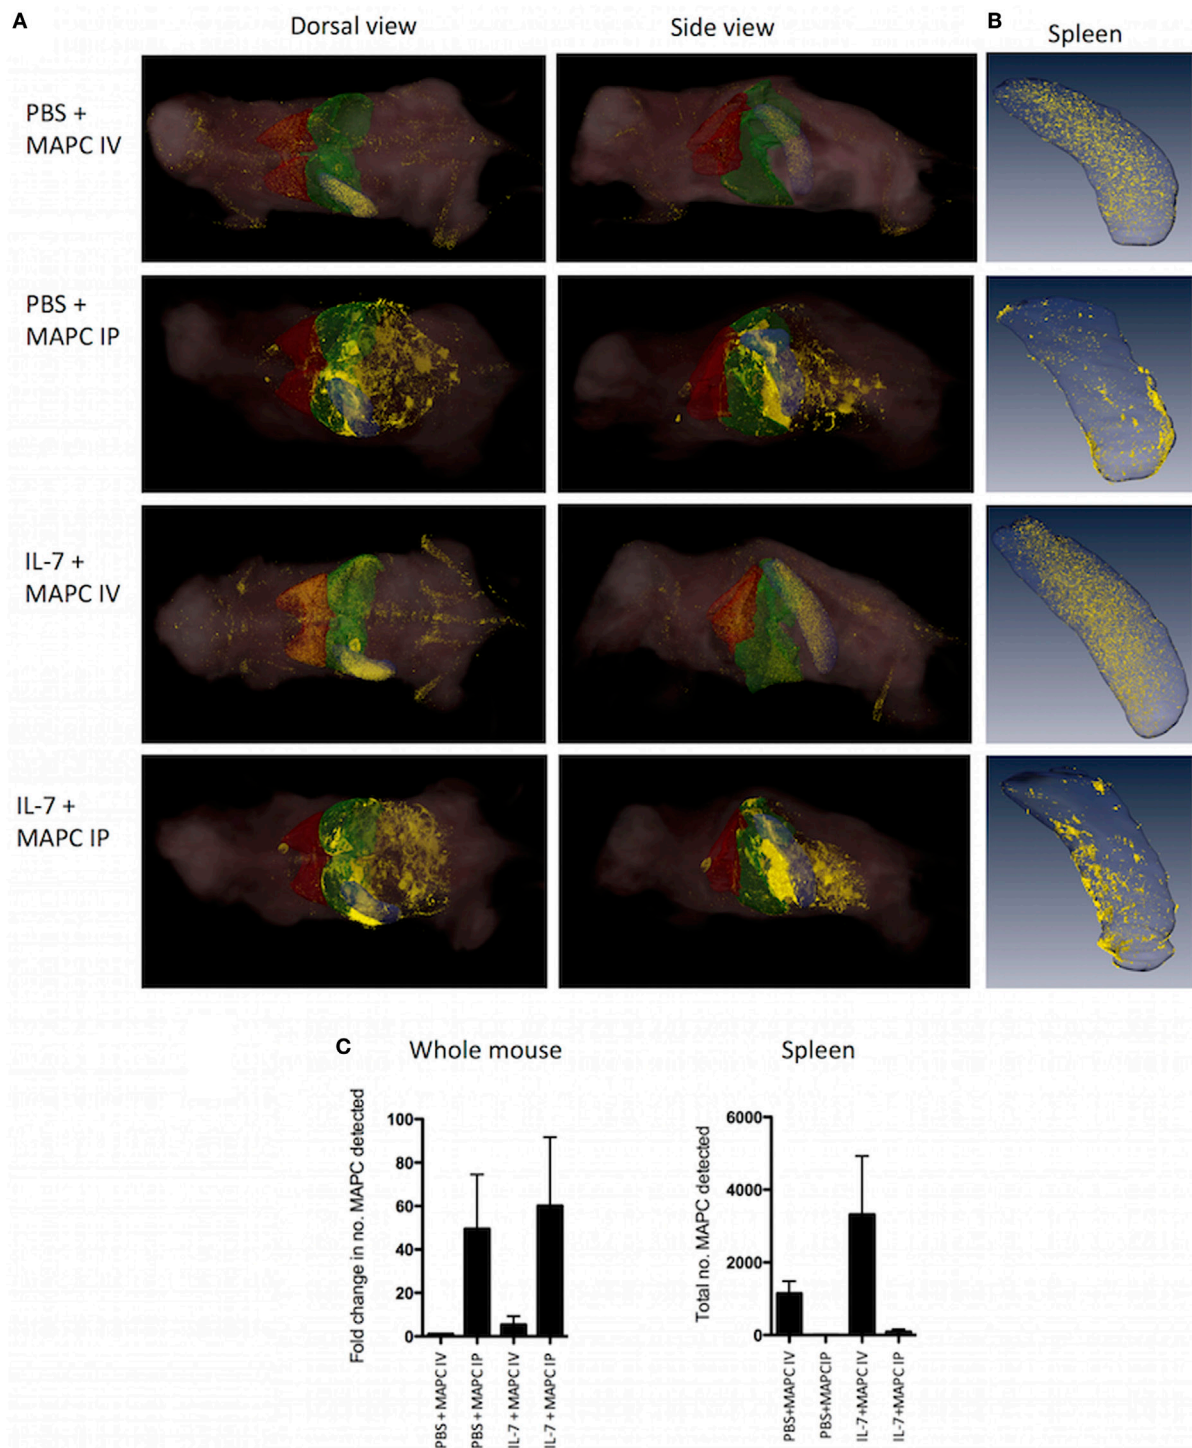 A
Dorsal view
Side view
B
Spleen
PBS +
MAPC IV
PBS +
MAPC IP
IL-7 +
MAPC IV
IL-7 +
MAPC IP
C
Whole mouse
Spleen
Fold change in no. MAPC detected
100
80
60
40
20
0
PBS + MAPC IV
PBS + MAPC IP
IL-7 + MAPC IV
IL-7 + MAPC IP
Total no. MAPC detected
6000
4000
2000
0
PBS+MAPC IV
PBS+MAPC IP
IL-7+MAPC IV
IL-7+MAPC IP